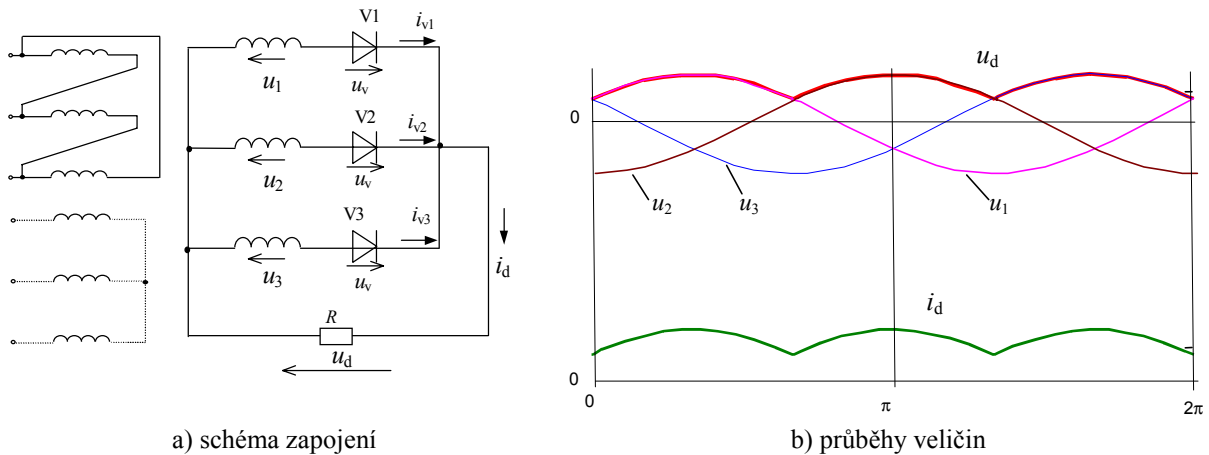 V1
i_v1
u_1
u_v
V2
i_v2
u_2
u_v
V3
i_v3
u_3
u_v
i_d
R
u_d
a) schéma zapojení
u_d
0
u_2
u_3
u_1
i_d
0
0
π
2π
b) průběhy veličin